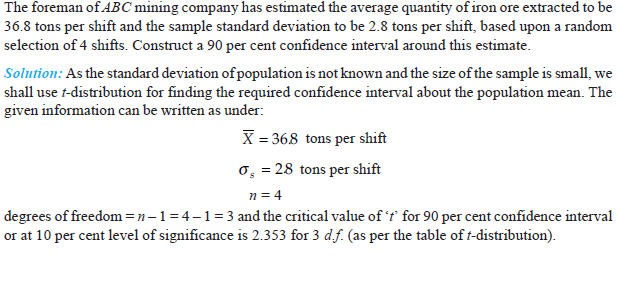 The foreman of ABC mining company has estimated the average quantity of iron ore extracted to be
36.8 tons per shift and the sample standard deviation to be 2.8 tons per shift, based upon a random
selection of 4 shifts. Construct a 90 per cent confidence interval around this estimate.
Solution: As the standard deviation of population is not known and the size of the sample is small, we
shall use t-distribution for finding the required confidence interval about the population mean. The
given information can be written as under:
X̄ = 36.8 tons per shift
σs = 2.8 tons per shift
n = 4
degrees of freedom = n – 1 = 4 – 1 = 3 and the critical value of ‘t’ for 90 per cent confidence interval
or at 10 per cent level of significance is 2.353 for 3 d.f. (as per the table of t-distribution).